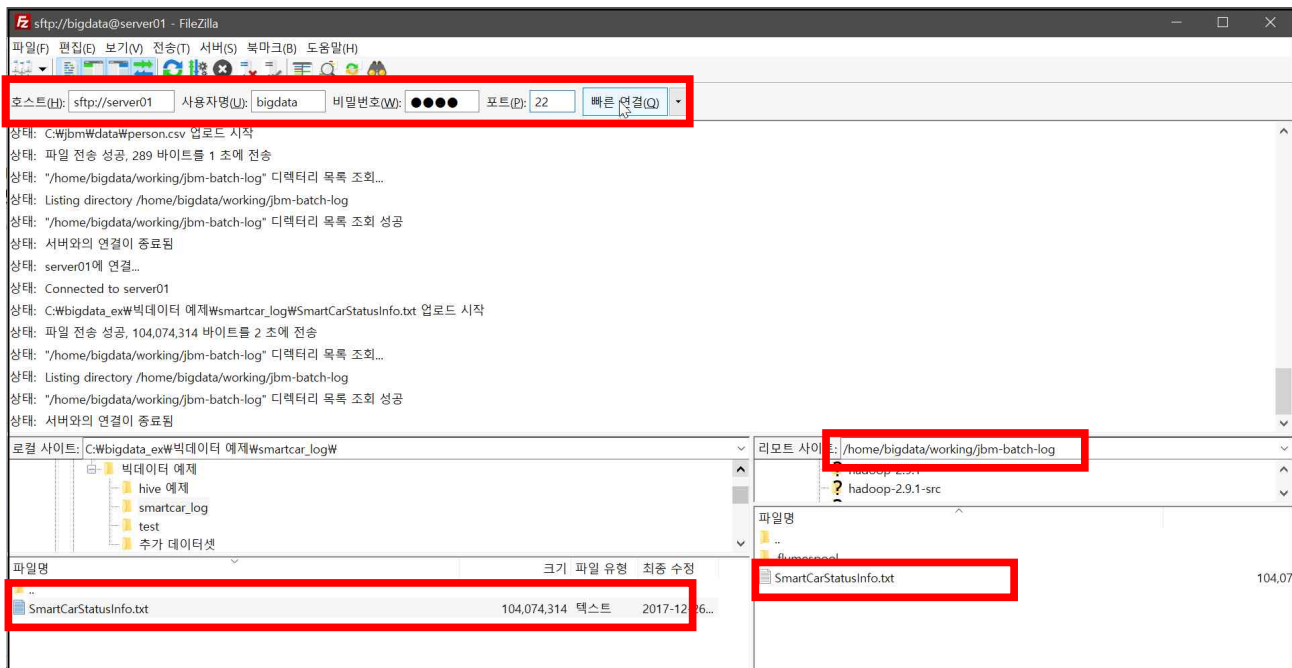 sftp://bigdata@server01 - FileZilla
파일(F) 편집(E) 보기(V) 전송(T) 서버(S) 북마크(B) 도움말(H)
호스트(H): sftp://server01 사용자명(U): bigdata 비밀번호(W): ●●●● 포트(P): 22 빠른 연결(Q)
상태: C:₩jbm₩data₩person.csv 업로드 시작
상태: 파일 전송 성공, 289 바이트를 1 초에 전송
상태: "/home/bigdata/working/jbm-batch-log" 디렉터리 목록 조회...
상태: Listing directory /home/bigdata/working/jbm-batch-log
상태: "/home/bigdata/working/jbm-batch-log" 디렉터리 목록 조회 성공
상태: 서버와의 연결이 종료됨
상태: server01에 연결...
상태: Connected to server01
상태: C:₩bigdata_ex₩빅데이터 예제₩smartcar_log₩SmartCarStatusInfo.txt 업로드 시작
상태: 파일 전송 성공, 104,074,314 바이트를 2 초에 전송
상태: "/home/bigdata/working/jbm-batch-log" 디렉터리 목록 조회...
상태: Listing directory /home/bigdata/working/jbm-batch-log
상태: "/home/bigdata/working/jbm-batch-log" 디렉터리 목록 조회 성공
상태: 서버와의 연결이 종료됨
로컬 사이트: C:₩bigdata_ex₩빅데이터 예제₩smartcar_log₩
빅데이터 예제
hive 예제
smartcar_log
test
추가 데이터셋
파일명 크기 파일 유형 최종 수정
..
SmartCarStatusInfo.txt 104,074,314 텍스트 2017-12-26...
리모트 사이트: /home/bigdata/working/jbm-batch-log
hadoop-2.9.1
hadoop-2.9.1-src
파일명
..
flumespool
SmartCarStatusInfo.txt 104,07